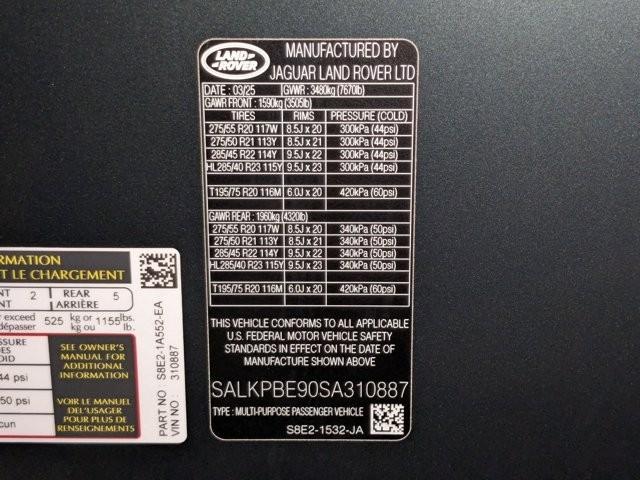 LAND ROVER
MANUFACTURED BY
JAGUAR LAND ROVER LTD
DATE : 03/25 GVWR : 3480kg (7670lb)
GAWR FRONT : 1590kg (3505lb)
TIRES RIMS PRESSURE (COLD)
275/55 R20 117W 8.5J x 20 300kPa (44psi)
275/50 R21 113Y 8.5J x 21 300kPa (44psi)
285/45 R22 114Y 9.5J x 22 300kPa (44psi)
HL285/40 R23 115Y 9.5J x 23 300kPa (44psi)
T195/75 R20 116M 6.0J x 20 420kPa (60psi)
GAWR REAR : 1960kg (4320lb)
275/55 R20 117W 8.5J x 20 340kPa (50psi)
275/50 R21 113Y 8.5J x 21 340kPa (50psi)
285/45 R22 114Y 9.5J x 22 340kPa (50psi)
HL285/40 R23 115Y 9.5J x 23 340kPa (50psi)
T195/75 R20 116M 6.0J x 20 420kPa (60psi)
THIS VEHICLE CONFORMS TO ALL APPLICABLE
U.S. FEDERAL MOTOR VEHICLE SAFETY
STANDARDS IN EFFECT ON THE DATE OF
MANUFACTURE SHOWN ABOVE
SALKPBE90SA310887
TYPE : MULTI-PURPOSE PASSENGER VEHICLE
S8E2-1532-JA
RMATION
T LE CHARGEMENT
NT 2 REAR 5
NT ARRIÈRE
r exceed 525 kg or 1155 lbs.
dépasser kg ou lb.
SSURE
ES
OID
44 psi
50 psi
cun
SEE OWNER'S
MANUAL FOR
ADDITIONAL
INFORMATION
VOIR LE MANUEL
DE L'USAGER
POUR PLUS DE
RENSEIGNEMENTS
PART NO S8E2-1A552-EA
VIN NO : 310887